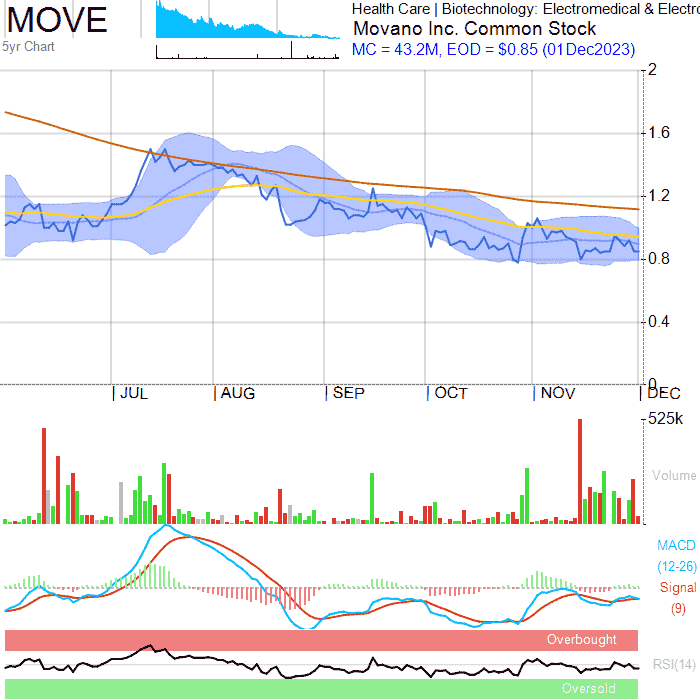 MOVE
5yr Chart
Health Care | Biotechnology: Electromedical & Electro
Movano Inc. Common Stock
MC = 43.2M, EOD = $0.85 (01Dec2023)
2
1.6
1.2
0.8
0.4
0
| JUL | AUG | SEP | OCT | NOV | DEC
525k
Volume
MACD
(12-26)
Signal
(9)
Overbought
RSI(14)
Oversold